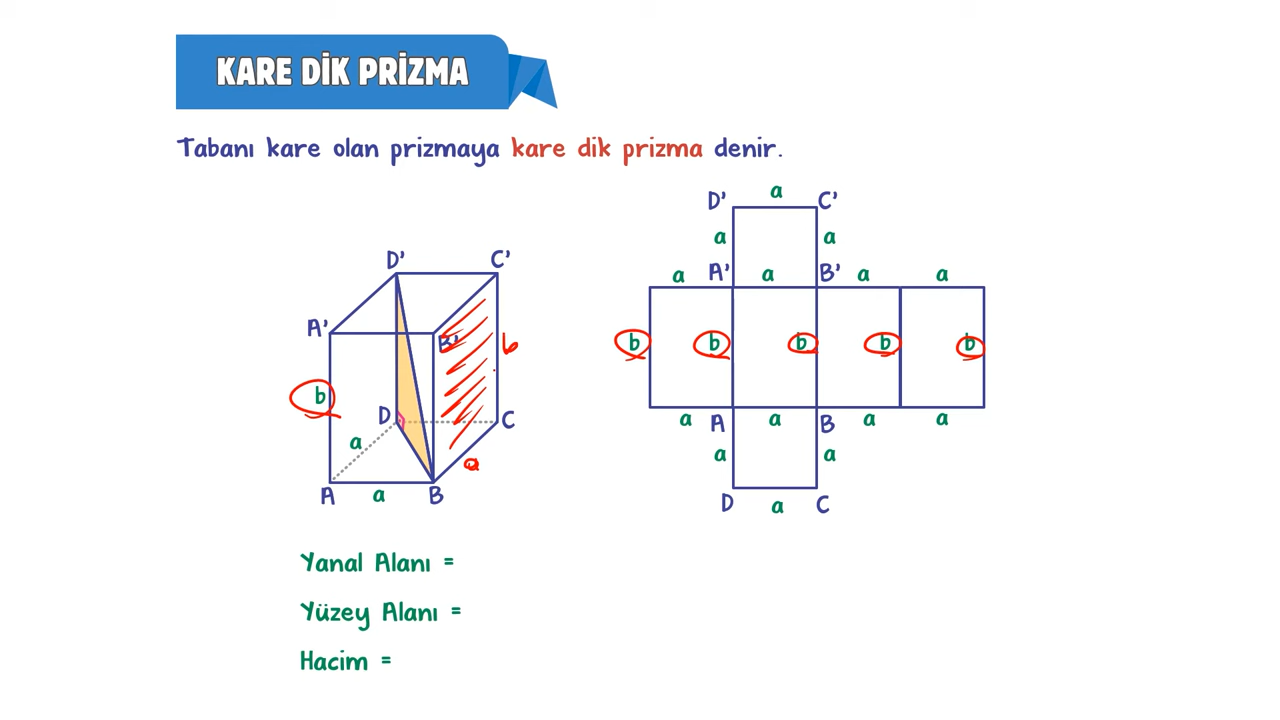 KARE DİK PRİZMA
Tabanı kare olan prizmaya kare dik prizma denir.
D' C'
A' B' b
b
D C
a a
A a B
a
D' C'
a a
a A' a B' a a
b b b b b
a A a B a a
a a
D a C
Yanal Alanı =
Yüzey Alanı =
Hacim =